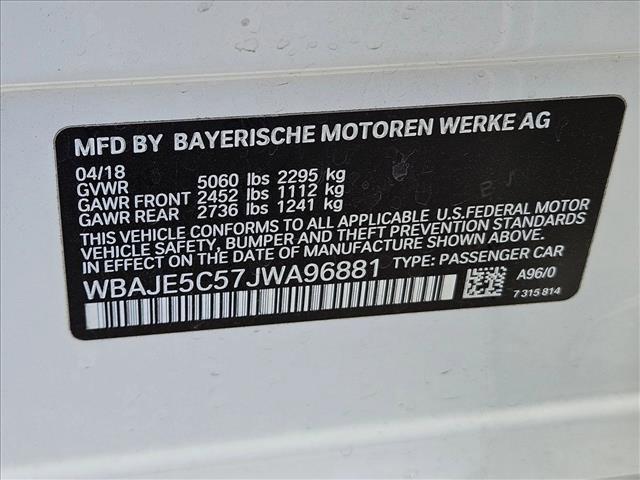 MFD BY BAYERISCHE MOTOREN WERKE AG
04/18
GVWR 5060 lbs 2295 kg
GAWR FRONT 2452 lbs 1112 kg
GAWR REAR 2736 lbs 1241 kg
THIS VEHICLE CONFORMS TO ALL APPLICABLE U.S.FEDERAL MOTOR
VEHICLE SAFETY, BUMPER AND THEFT PREVENTION STANDARDS
IN EFFECT ON THE DATE OF MANUFACTURE SHOWN ABOVE.
WBAJE5C57JWA96881 TYPE: PASSENGER CAR
A96/0
7 315 814